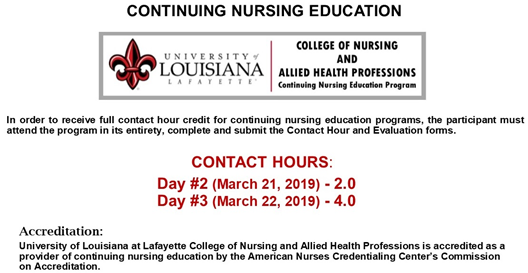 CONTINUING NURSING EDUCATION
UNIVERSITY of
LOUISIANA
LAFAYETTE
COLLEGE OF NURSING
AND
ALLIED HEALTH PROFESSIONS
Continuing Nursing Education Program
In order to receive full contact hour credit for continuing nursing education programs, the participant must
attend the program in its entirety, complete and submit the Contact Hour and Evaluation forms.
CONTACT HOURS:
Day #2 (March 21, 2019) - 2.0
Day #3 (March 22, 2019) - 4.0
Accreditation:
University of Louisiana at Lafayette College of Nursing and Allied Health Professions is accredited as a
provider of continuing nursing education by the American Nurses Credentialing Center's Commission
on Accreditation.